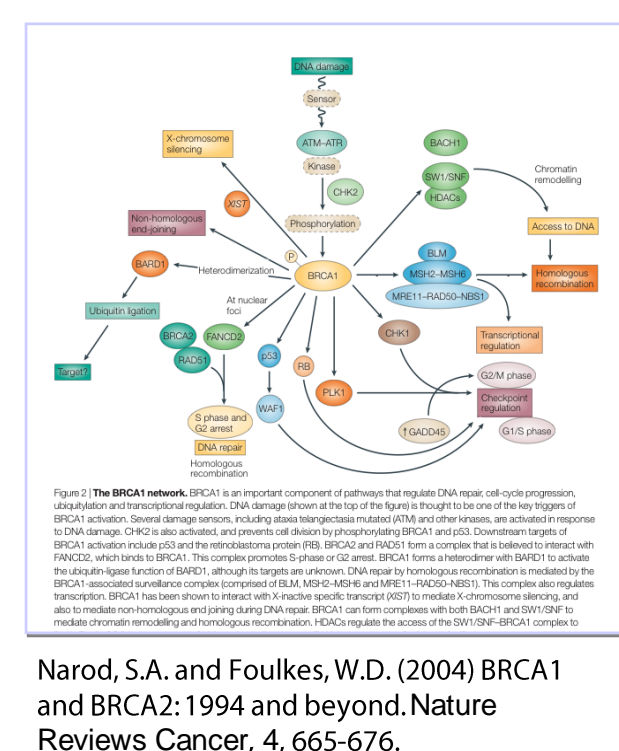 DNA damage
Sensor
X-chromosome
silencing
ATM–ATR
BACH1
Kinase
SW1/SNF
Chromatin
remodelling
CHK2
HDACs
XIST
Non-homologous
end-joining
Phosphorylation
Access to DNA
P
BLM
BARD1
Heterodimerization
BRCA1
MSH2–MSH6
Homologous
recombination
MRE11–RAD50–NBS1
At nuclear
foci
Ubiquitin ligation
BRCA2
FANCD2
CHK1
Transcriptional
regulation
RAD51
p53
RB
Target?
G2/M phase
PLK1
Checkpoint
regulation
WAF1
S phase and
G2 arrest
↑GADD45
G1/S phase
DNA repair
Homologous
recombination
Figure 2 | The BRCA1 network. BRCA1 is an important component of pathways that regulate DNA repair, cell-cycle progression,
ubiquitylation and transcriptional regulation. DNA damage (shown at the top of the figure) is thought to be one of the key triggers of
BRCA1 activation. Several damage sensors, including ataxia telangiectasia mutated (ATM) and other kinases, are activated in response
to DNA damage. CHK2 is also activated, and prevents cell division by phosphorylating BRCA1 and p53. Downstream targets of
BRCA1 activation include p53 and the retinoblastoma protein (RB). BRCA2 and RAD51 form a complex that is believed to interact with
FANCD2, which binds to BRCA1. This complex promotes S-phase or G2 arrest. BRCA1 forms a heterodimer with BARD1 to activate
the ubiquitin-ligase function of BARD1, although its targets are unknown. DNA repair by homologous recombination is mediated by the
BRCA1-associated surveillance complex (comprised of BLM, MSH2–MSH6 and MRE11–RAD50–NBS1). This complex also regulates
transcription. BRCA1 has been shown to interact with X-inactive specific transcript (XIST) to mediate X-chromosome silencing, and
also to mediate non-homologous end joining during DNA repair. BRCA1 can form complexes with both BACH1 and SW1/SNF to
mediate chromatin remodelling and homologous recombination. HDACs regulate the access of the SW1/SNF–BRCA1 complex to
Narod, S.A. and Foulkes, W.D. (2004) BRCA1
and BRCA2: 1994 and beyond. Nature
Reviews Cancer, 4, 665-676.